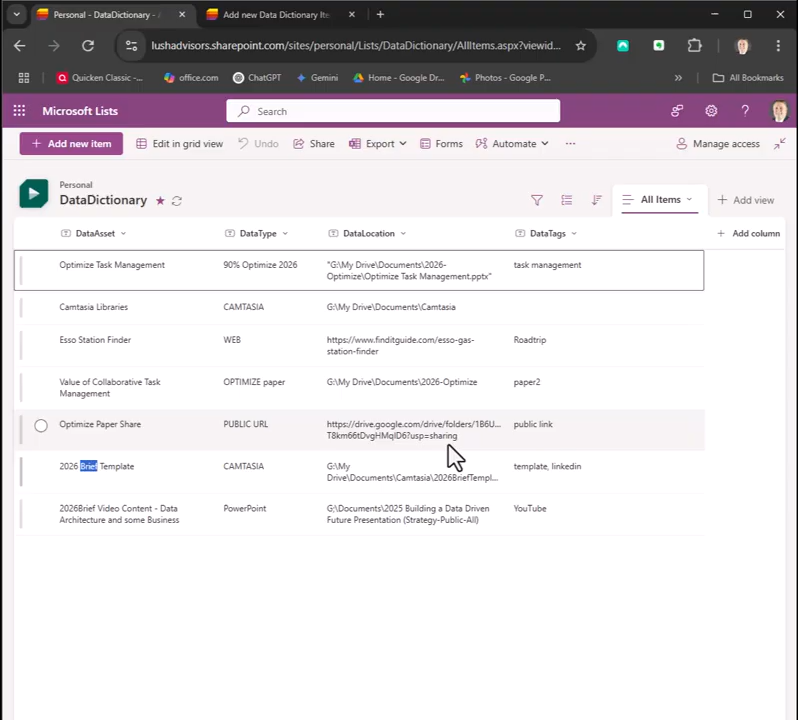 Personal - DataDictionary - A
Add new Data Dictionary Ite
lushadvisors.sharepoint.com/sites/personal/Lists/DataDictionary/AllItems.aspx?viewid...
Quicken Classic -...
office.com
ChatGPT
Gemini
Home - Google Dr...
Photos - Google P...
»
All Bookmarks
Microsoft Lists
Search
+ Add new item
Edit in grid view
Undo
Share
Export
Forms
Automate
...
Manage access
Personal
DataDictionary
All Items
+ Add view
DataAsset
DataType
DataLocation
DataTags
+ Add column
Optimize Task Management
90% Optimize 2026
"G:\My Drive\Documents\2026-
Optimize\Optimize Task Management.pptx"
task management
Camtasia Libraries
CAMTASIA
G:\My Drive\Documents\Camtasia
Esso Station Finder
WEB
https://www.finditguide.com/esso-gas-
station-finder
Roadtrip
Value of Collaborative Task
Management
OPTIMIZE paper
G:\My Drive\Documents\2026-Optimize
paper2
Optimize Paper Share
PUBLIC URL
https://drive.google.com/drive/folders/1B6U...
T8km66tDvgHMqlD6?usp=sharing
public link
2026 Brief Template
CAMTASIA
G:\My
Drive\Documents\Camtasia\2026BriefTempl...
template, linkedin
2026Brief Video Content - Data
Architecture and some Business
PowerPoint
G:\Documents\2025 Building a Data Driven
Future Presentation (Strategy-Public-All)
YouTube